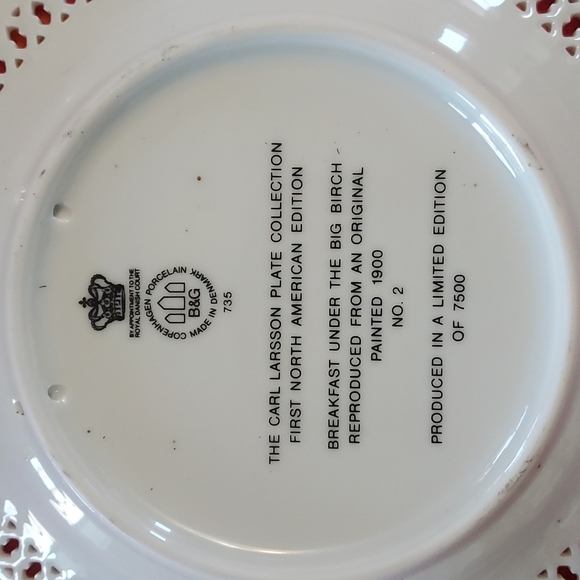 BY APPOINTMENT TO THE
ROYAL DANISH COURT
COPENHAGEN PORCELAIN
B&G
MADE IN DENMARK
735
THE CARL LARSSON PLATE COLLECTION
FIRST NORTH AMERICAN EDITION
BREAKFAST UNDER THE BIG BIRCH
REPRODUCED FROM AN ORIGINAL
PAINTED 1900
NO. 2
PRODUCED IN A LIMITED EDITION
OF 7500